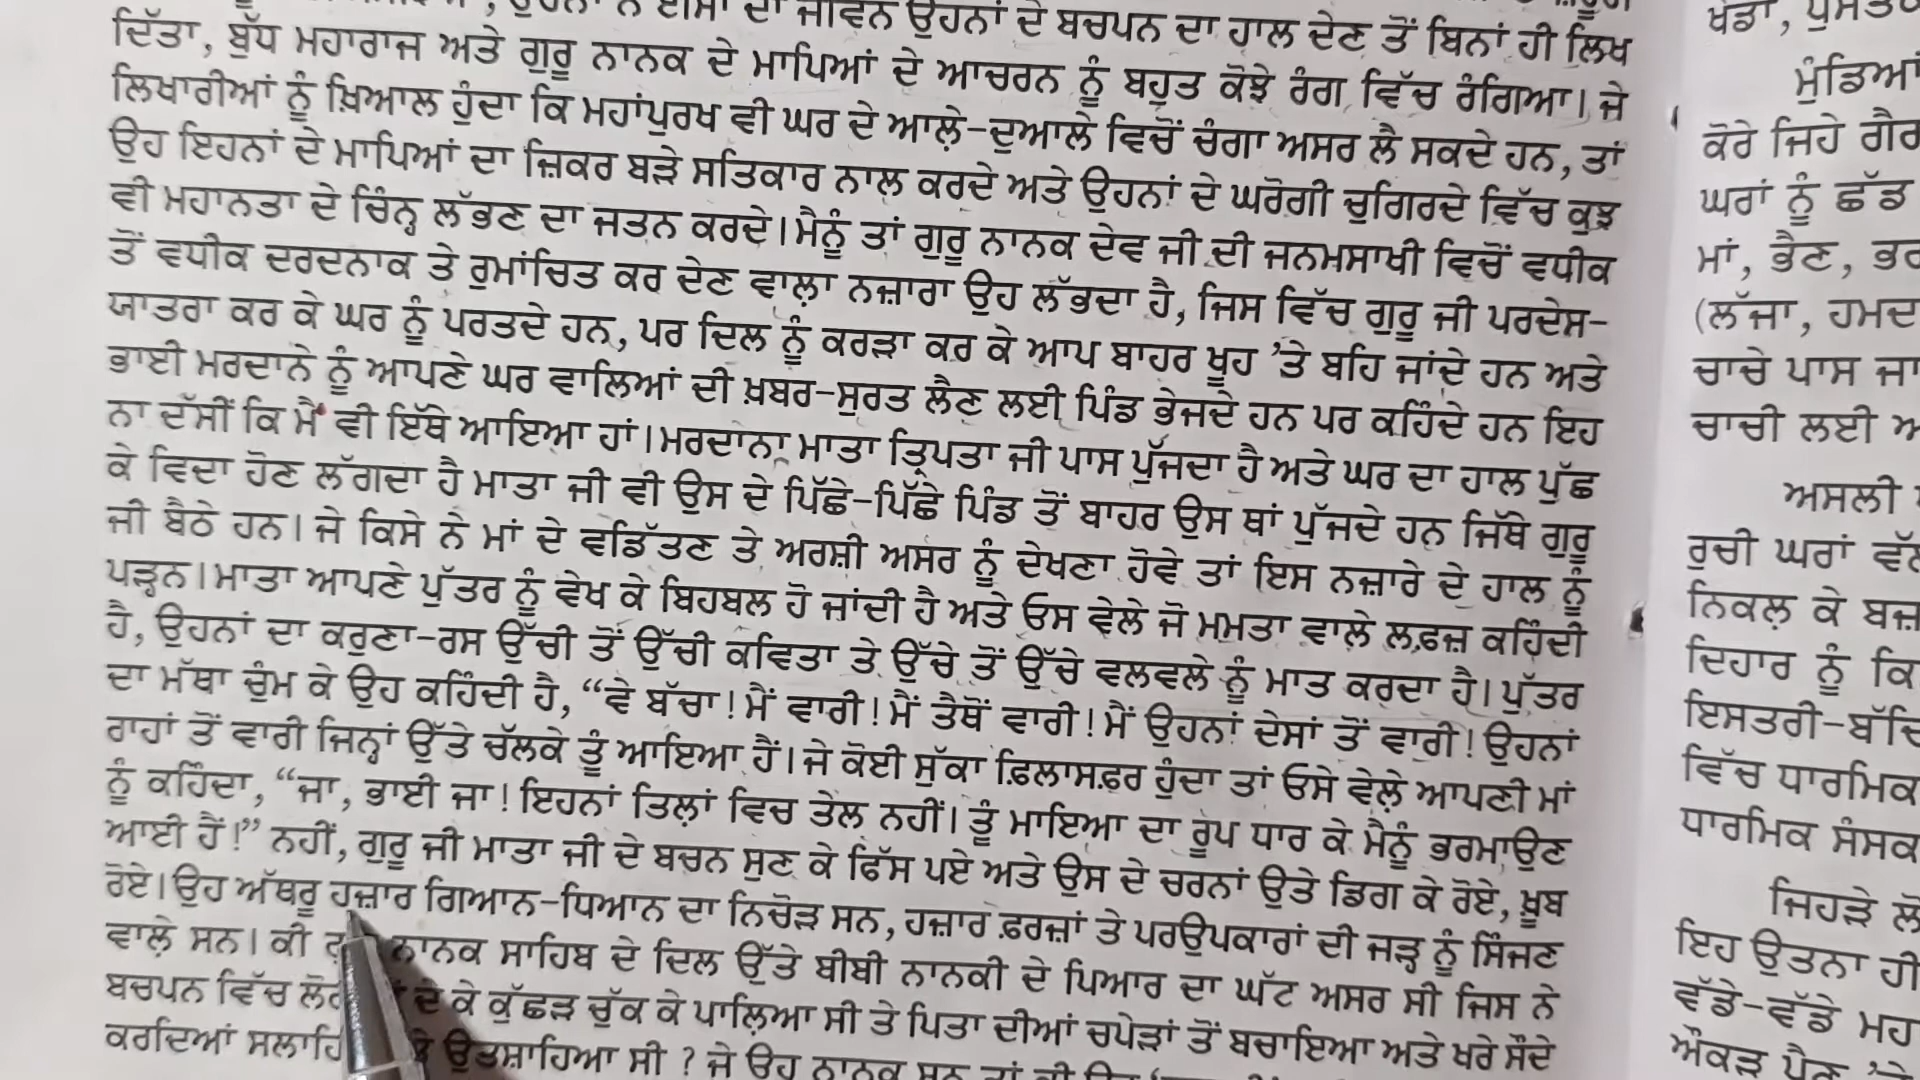 ਦਾ ਜੀਵਨ ਉਹਨਾਂ ਦੇ ਬਚਪਨ ਦਾ ਹਾਲ ਦੇਣ ਤੋਂ ਬਿਨਾਂ ਹੀ ਲਿਖ
ਦਿੱਤਾ, ਬੁੱਧ ਮਹਾਰਾਜ ਅਤੇ ਗੁਰੂ ਨਾਨਕ ਦੇ ਮਾਪਿਆਂ ਦੇ ਆਚਰਨ ਨੂੰ ਬਹੁਤ ਕੋਝੇ ਰੰਗ ਵਿੱਚ ਰੰਗਿਆ। ਜੇ
ਲਿਖਾਰੀਆਂ ਨੂੰ ਖ਼ਿਆਲ ਹੁੰਦਾ ਕਿ ਮਹਾਂਪੁਰਖ ਵੀ ਘਰ ਦੇ ਆਲ਼ੇ-ਦੁਆਲੇ ਵਿਚੋਂ ਚੰਗਾ ਅਸਰ ਲੈ ਸਕਦੇ ਹਨ, ਤਾਂ
ਉਹ ਇਹਨਾਂ ਦੇ ਮਾਪਿਆਂ ਦਾ ਜ਼ਿਕਰ ਬੜੇ ਸਤਿਕਾਰ ਨਾਲ਼ ਕਰਦੇ ਅਤੇ ਉਹਨਾਂ ਦੇ ਘਰੋਗੀ ਚੁਗਿਰਦੇ ਵਿੱਚ ਕੁਝ
ਵੀ ਮਹਾਨਤਾ ਦੇ ਚਿੰਨ੍ਹ ਲੱਭਣ ਦਾ ਜਤਨ ਕਰਦੇ। ਮੈਨੂੰ ਤਾਂ ਗੁਰੂ ਨਾਨਕ ਦੇਵ ਜੀ ਦੀ ਜਨਮਸਾਖੀ ਵਿਚੋਂ ਵਧੀਕ
ਤੋਂ ਵਧੀਕ ਦਰਦਨਾਕ ਤੇ ਰੁਮਾਂਚਿਤ ਕਰ ਦੇਣ ਵਾਲ਼ਾ ਨਜ਼ਾਰਾ ਉਹ ਲੱਭਦਾ ਹੈ, ਜਿਸ ਵਿੱਚ ਗੁਰੂ ਜੀ ਪਰਦੇਸ-
ਯਾਤਰਾ ਕਰ ਕੇ ਘਰ ਨੂੰ ਪਰਤਦੇ ਹਨ, ਪਰ ਦਿਲ ਨੂੰ ਕਰੜਾ ਕਰ ਕੇ ਆਪ ਬਾਹਰ ਖੂਹ ’ਤੇ ਬਹਿ ਜਾਂਦੇ ਹਨ ਅਤੇ
ਭਾਈ ਮਰਦਾਨੇ ਨੂੰ ਆਪਣੇ ਘਰ ਵਾਲਿਆਂ ਦੀ ਖ਼ਬਰ-ਸੁਰਤ ਲੈਣ ਲਈ ਪਿੰਡ ਭੇਜਦੇ ਹਨ ਪਰ ਕਹਿੰਦੇ ਹਨ ਇਹ
ਨਾ ਦੱਸੀਂ ਕਿ ਮੈਂ ਵੀ ਇੱਥੇ ਆਇਆ ਹਾਂ। ਮਰਦਾਨਾ ਮਾਤਾ ਤ੍ਰਿਪਤਾ ਜੀ ਪਾਸ ਪੁੱਜਦਾ ਹੈ ਅਤੇ ਘਰ ਦਾ ਹਾਲ ਪੁੱਛ
ਕੇ ਵਿਦਾ ਹੋਣ ਲੱਗਦਾ ਹੈ ਮਾਤਾ ਜੀ ਵੀ ਉਸ ਦੇ ਪਿੱਛੇ-ਪਿੱਛੇ ਪਿੰਡ ਤੋਂ ਬਾਹਰ ਉਸ ਥਾਂ ਪੁੱਜਦੇ ਹਨ ਜਿੱਥੇ ਗੁਰੂ
ਜੀ ਬੈਠੇ ਹਨ। ਜੇ ਕਿਸੇ ਨੇ ਮਾਂ ਦੇ ਵਡਿੱਤਣ ਤੇ ਅਰਸ਼ੀ ਅਸਰ ਨੂੰ ਦੇਖਣਾ ਹੋਵੇ ਤਾਂ ਇਸ ਨਜ਼ਾਰੇ ਦੇ ਹਾਲ ਨੂੰ
ਪੜ੍ਹਨ। ਮਾਤਾ ਆਪਣੇ ਪੁੱਤਰ ਨੂੰ ਵੇਖ ਕੇ ਬਿਹਬਲ ਹੋ ਜਾਂਦੀ ਹੈ ਅਤੇ ਓਸ ਵੇਲੇ ਜੋ ਮਮਤਾ ਵਾਲ਼ੇ ਲਫ਼ਜ਼ ਕਹਿੰਦੀ
ਹੈ, ਉਹਨਾਂ ਦਾ ਕਰੁਣਾ-ਰਸ ਉੱਚੀ ਤੋਂ ਉੱਚੀ ਕਵਿਤਾ ਤੇ ਉੱਚੇ ਤੋਂ ਉੱਚੇ ਵਲਵਲੇ ਨੂੰ ਮਾਤ ਕਰਦਾ ਹੈ। ਪੁੱਤਰ
ਦਾ ਮੱਥਾ ਚੁੰਮ ਕੇ ਉਹ ਕਹਿੰਦੀ ਹੈ, “ਵੇ ਬੱਚਾ! ਮੈਂ ਵਾਰੀ! ਮੈਂ ਤੈਥੋਂ ਵਾਰੀ! ਮੈਂ ਉਹਨਾਂ ਦੇਸਾਂ ਤੋਂ ਵਾਰੀ! ਉਹਨਾਂ
ਰਾਹਾਂ ਤੋਂ ਵਾਰੀ ਜਿਨ੍ਹਾਂ ਉੱਤੇ ਚੱਲਕੇ ਤੂੰ ਆਇਆ ਹੈਂ। ਜੇ ਕੋਈ ਸੁੱਕਾ ਫ਼ਿਲਾਸਫ਼ਰ ਹੁੰਦਾ ਤਾਂ ਓਸੇ ਵੇਲ਼ੇ ਆਪਣੀ ਮਾਂ
ਨੂੰ ਕਹਿੰਦਾ, “ਜਾ, ਭਾਈ ਜਾ! ਇਹਨਾਂ ਤਿਲ਼ਾਂ ਵਿਚ ਤੇਲ ਨਹੀਂ। ਤੂੰ ਮਾਇਆ ਦਾ ਰੂਪ ਧਾਰ ਕੇ ਮੈਨੂੰ ਭਰਮਾਉਣ
ਆਈ ਹੈਂ!” ਨਹੀਂ, ਗੁਰੂ ਜੀ ਮਾਤਾ ਜੀ ਦੇ ਬਚਨ ਸੁਣ ਕੇ ਫਿੱਸ ਪਏ ਅਤੇ ਉਸ ਦੇ ਚਰਨਾਂ ਉਤੇ ਡਿਗ ਕੇ ਰੋਏ, ਖ਼ੂਬ
ਰੋਏ। ਉਹ ਅੱਥਰੂ ਹਜ਼ਾਰ ਗਿਆਨ-ਧਿਆਨ ਦਾ ਨਿਚੋੜ ਸਨ, ਹਜ਼ਾਰ ਫ਼ਰਜ਼ਾਂ ਤੇ ਪਰਉਪਕਾਰਾਂ ਦੀ ਜੜ੍ਹ ਨੂੰ ਸਿੰਜਣ
ਵਾਲ਼ੇ ਸਨ। ਕੀ ਨਾਨਕ ਸਾਹਿਬ ਦੇ ਦਿਲ ਉੱਤੇ ਬੀਬੀ ਨਾਨਕੀ ਦੇ ਪਿਆਰ ਦਾ ਘੱਟ ਅਸਰ ਸੀ ਜਿਸ ਨੇ
ਬਚਪਨ ਵਿੱਚ ਦੇ ਕੇ ਕੁੱਛੜ ਚੁੱਕ ਕੇ ਪਾਲ਼ਿਆ ਸੀ ਤੇ ਪਿਤਾ ਦੀਆਂ ਚਪੇੜਾਂ ਤੋਂ ਬਚਾਇਆ ਅਤੇ ਖਰੇ ਸੌਦੇ
ਕਰਦਿਆਂ ਉਤਸ਼ਾਹਿਆ ਸੀ ? ਜੇ ਉਹ ਨਾਨਕ
ਖੇਡਾਂ,
ਮੁੰਡਿਆਂ
ਕੋਰੇ ਜਿਹੇ ਗੈਰ
ਘਰਾਂ ਨੂੰ ਛੱਡ
ਮਾਂ, ਭੈਣ,
(ਲੱਜਾ,
ਚਾਚੇ ਪਾਸ
ਚਾਚੀ ਲਈ
ਅਸਲੀ
ਰੁਚੀ ਘਰਾਂ
ਨਿਕਲ਼ ਕੇ
ਦਿਹਾਰ ਨੂੰ
ਇਸਤਰੀ-
ਵਿੱਚ ਧਾਰਮਿਕ
ਧਾਰਮਿਕ
ਜਿਹੜੇ
ਇਹ ਉਤਨਾ ਹੀ
ਵੱਡੇ-ਵੱਡੇ
ਔਕੜ